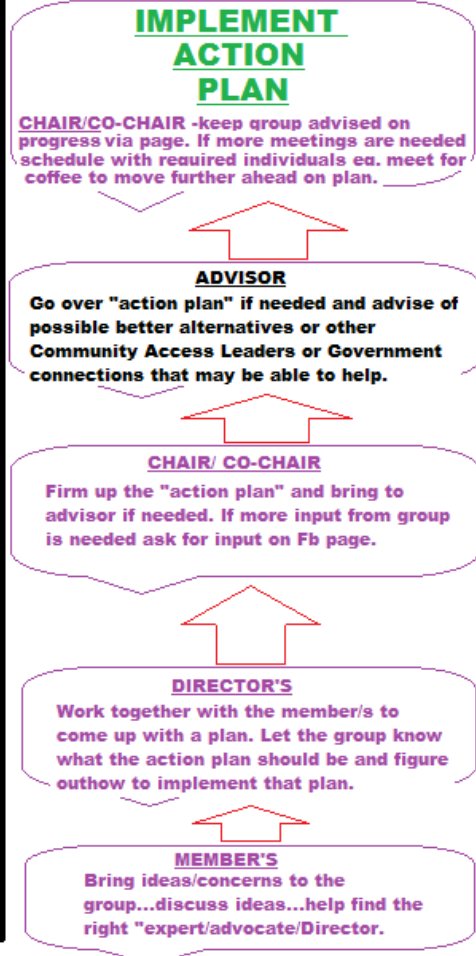 IMPLEMENT
ACTION
PLAN
CHAIR/CO-CHAIR -keep group advised on
progress via page. If more meetings are needed
schedule with required individuals eg. meet for
coffee to move further ahead on plan.
ADVISOR
Go over "action plan" if needed and advise of
possible better alternatives or other
Community Access Leaders or Government
connections that may be able to help.
CHAIR/ CO-CHAIR
Firm up the "action plan" and bring to
advisor if needed. If more input from group
is needed ask for input on Fb page.
DIRECTOR'S
Work together with the member/s to
come up with a plan. Let the group know
what the action plan should be and figure
outhow to implement that plan.
MEMBER'S
Bring ideas/concerns to the
group...discuss ideas...help find the
right "expert/advocate/Director.